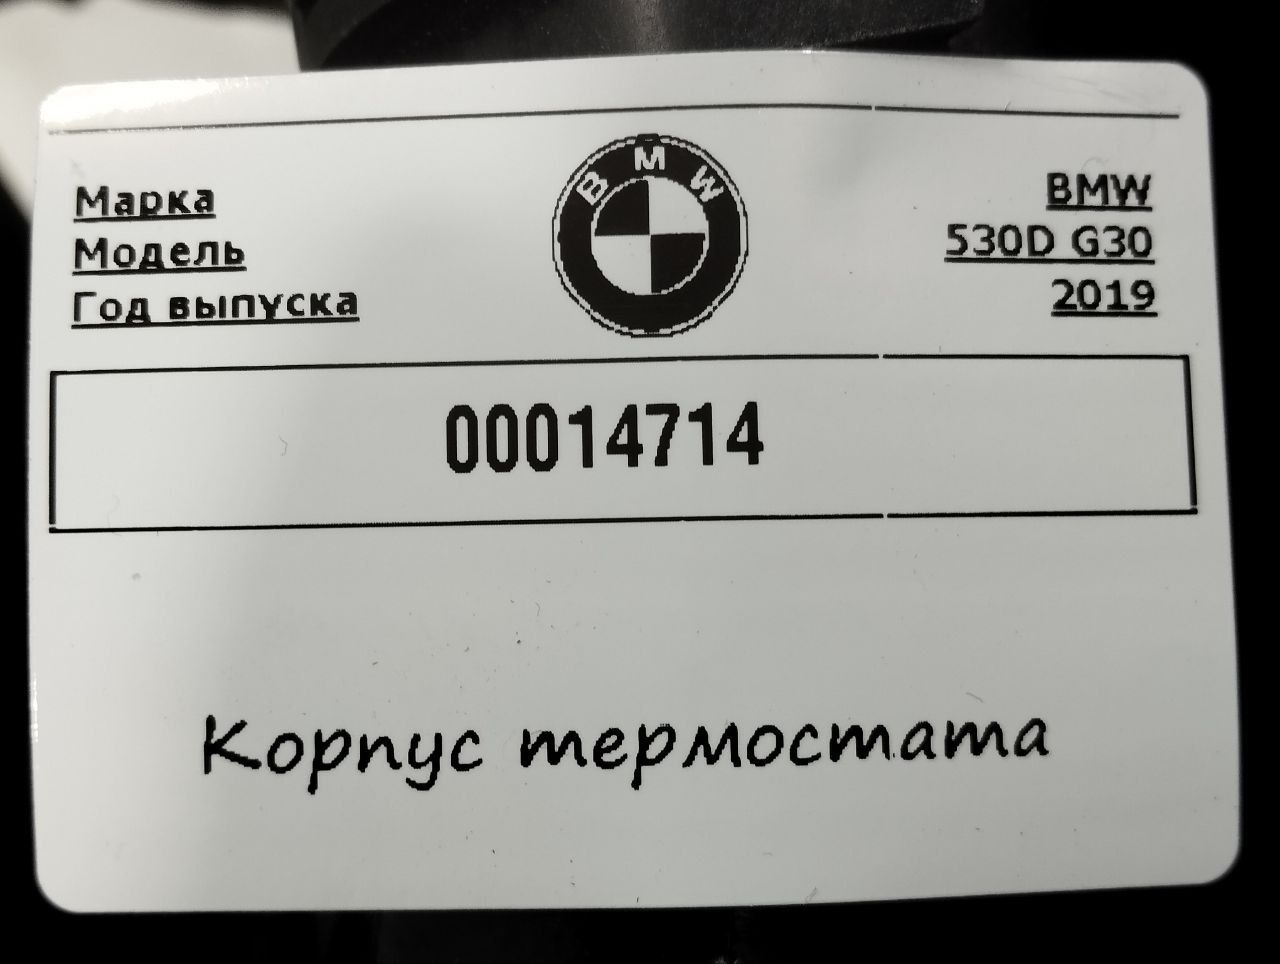 BMW
Марка BMW
Модель 530D G30
Год выпуска 2019
00014714
Корпус термостата